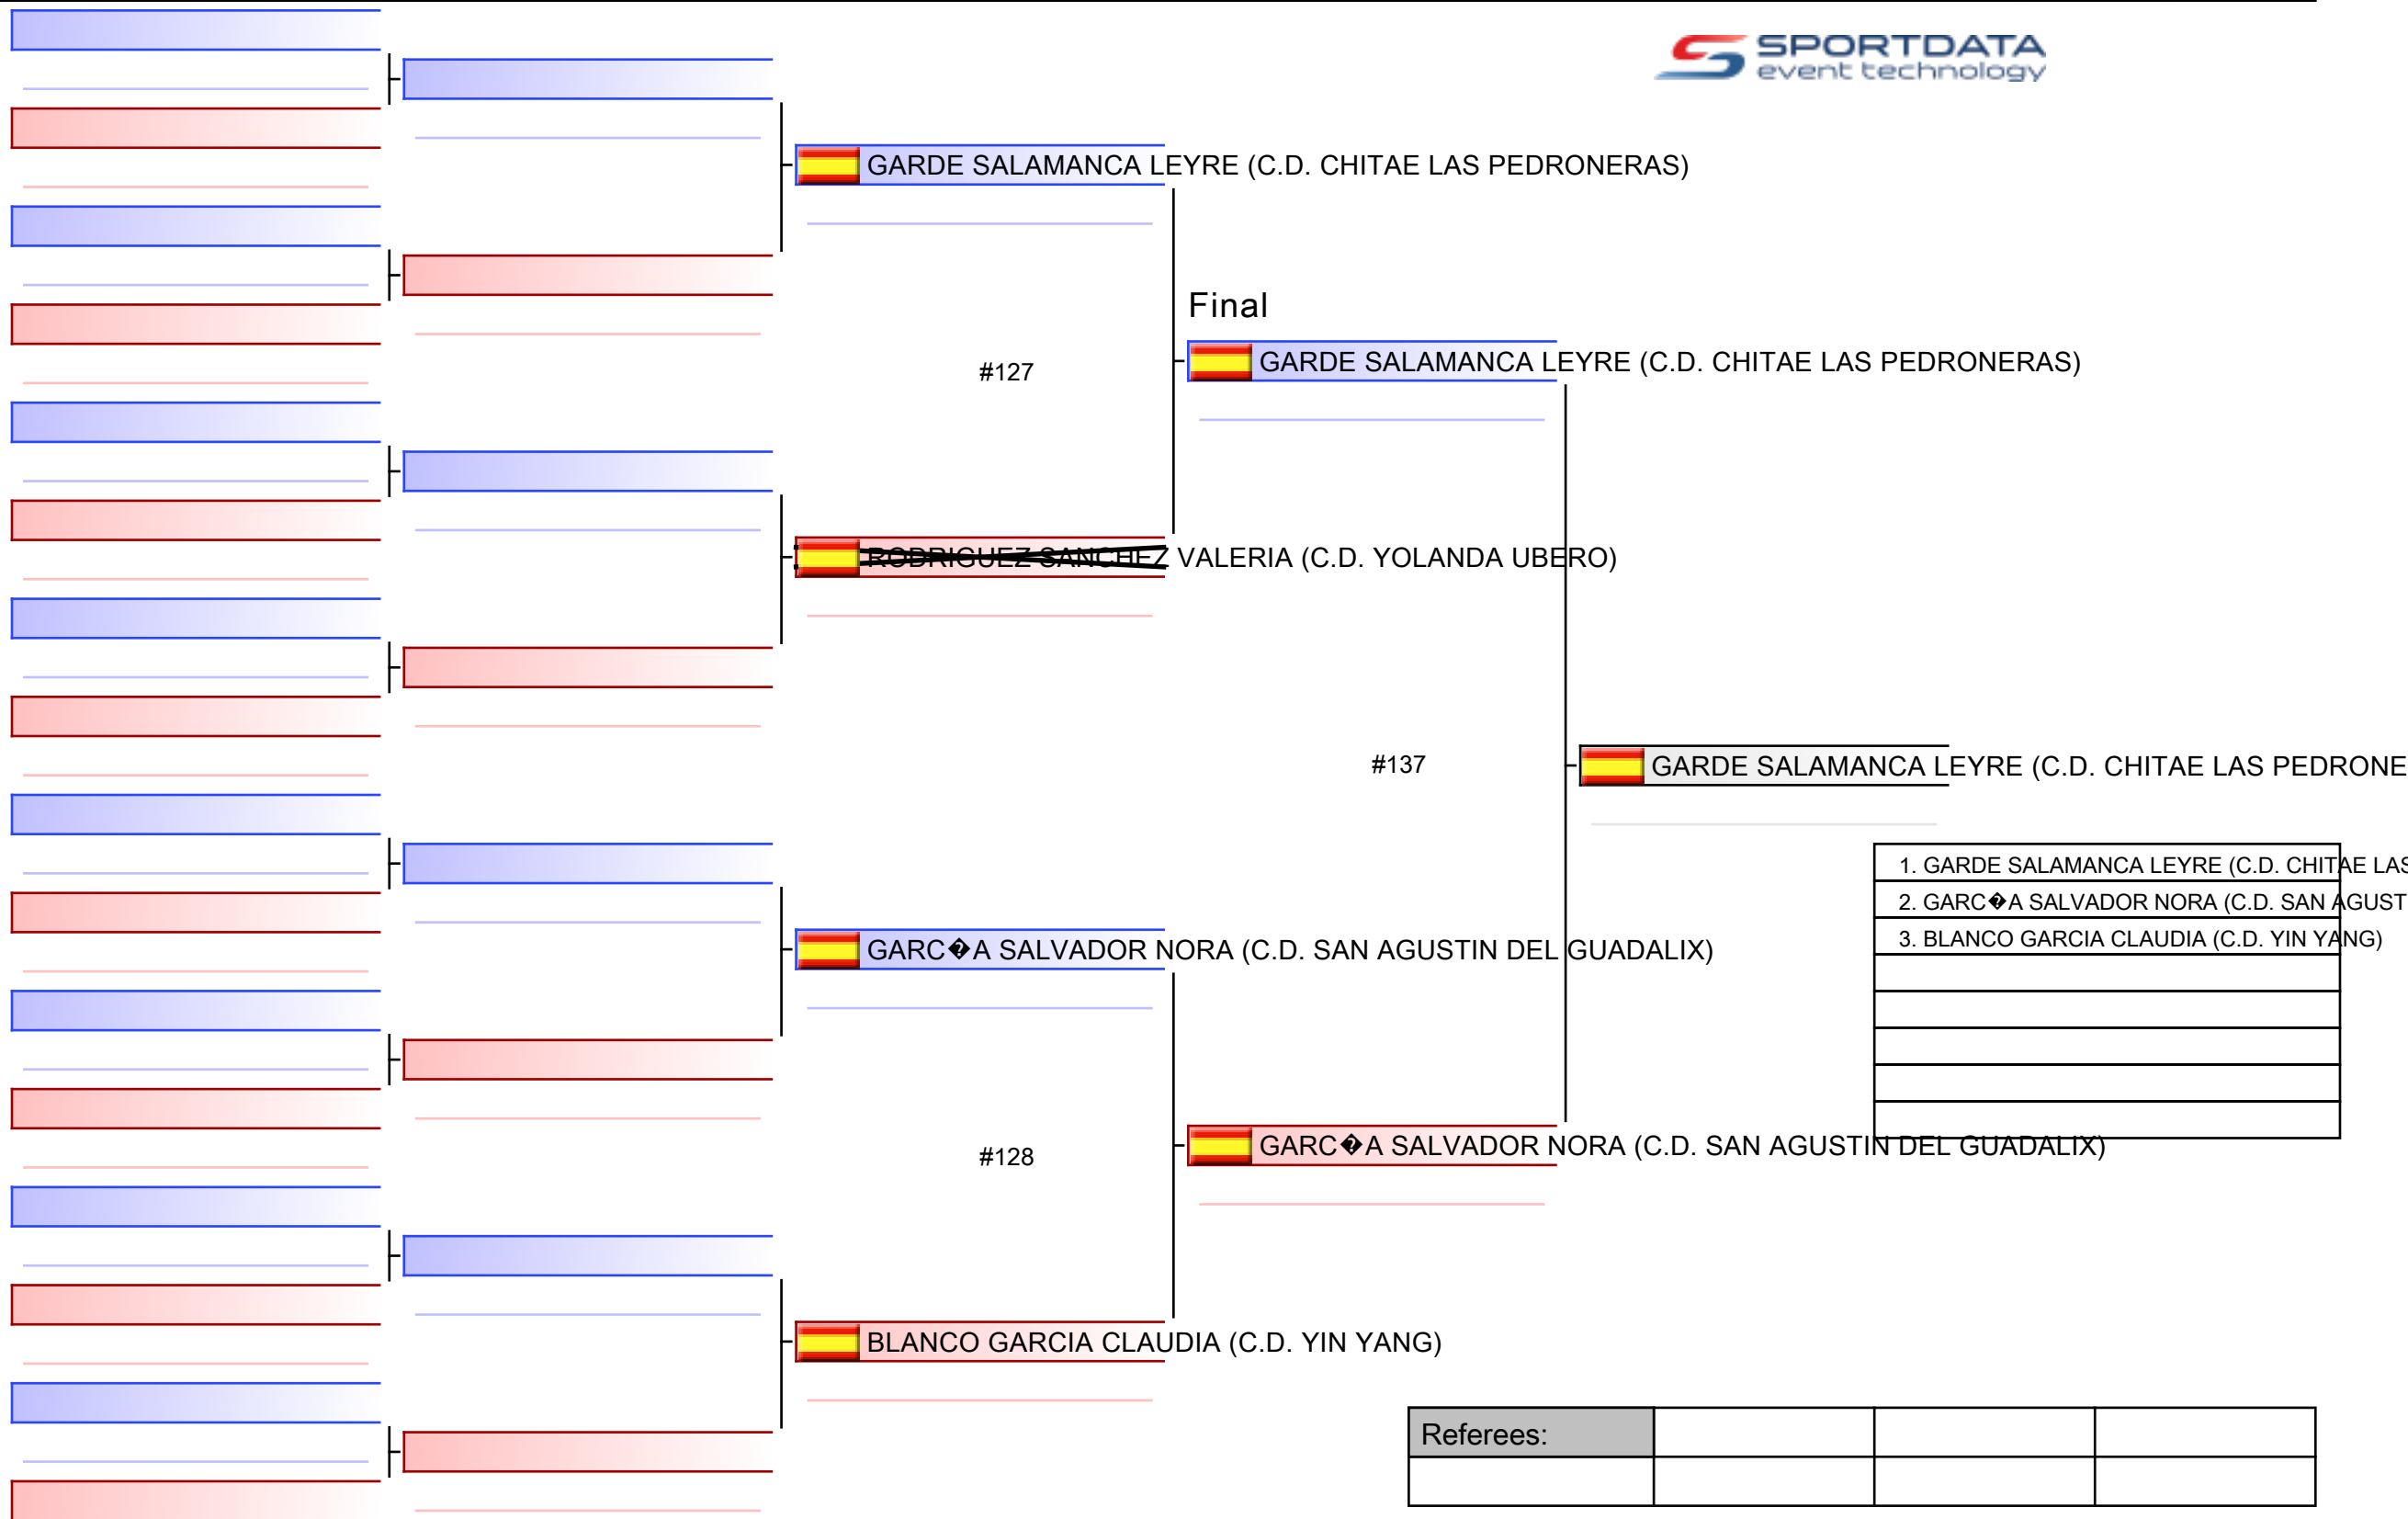 SPORTDATA
event technology
GARDE SALAMANCA LEYRE (C.D. CHITAE LAS PEDRONERAS)
Final
#127
GARDE SALAMANCA LEYRE (C.D. CHITAE LAS PEDRONERAS)
RODRIGUEZ SANCHEZ VALERIA (C.D. YOLANDA UBERO)
#137
GARDE SALAMANCA LEYRE (C.D. CHITAE LAS PEDRONE
1. GARDE SALAMANCA LEYRE (C.D. CHITAE LAS
2. GARC�A SALVADOR NORA (C.D. SAN AGUST
3. BLANCO GARCIA CLAUDIA (C.D. YIN YANG)
GARC�A SALVADOR NORA (C.D. SAN AGUSTIN DEL GUADALIX)
#128
GARC�A SALVADOR NORA (C.D. SAN AGUSTIN DEL GUADALIX)
BLANCO GARCIA CLAUDIA (C.D. YIN YANG)
Referees: